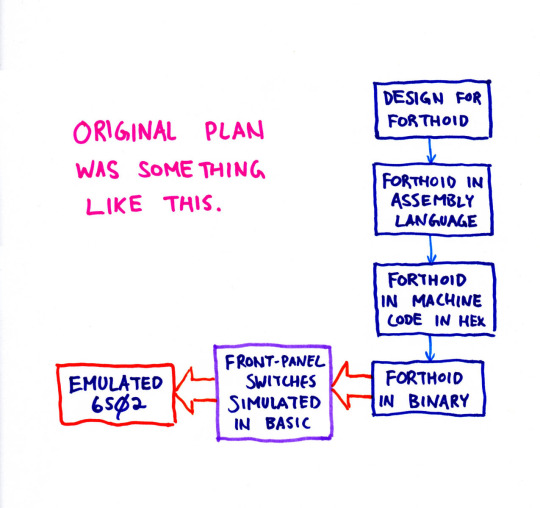 ORIGINAL PLAN
WAS SOMETHING
LIKE THIS.
DESIGN FOR
FORTHOID
FORTHOID IN
ASSEMBLY
LANGUAGE
FORTHOID
IN MACHINE
CODE IN HEX
FORTHOID
IN BINARY
FRONT-PANEL
SWITCHES
SIMULATED
IN BASIC
EMULATED
65Ø2